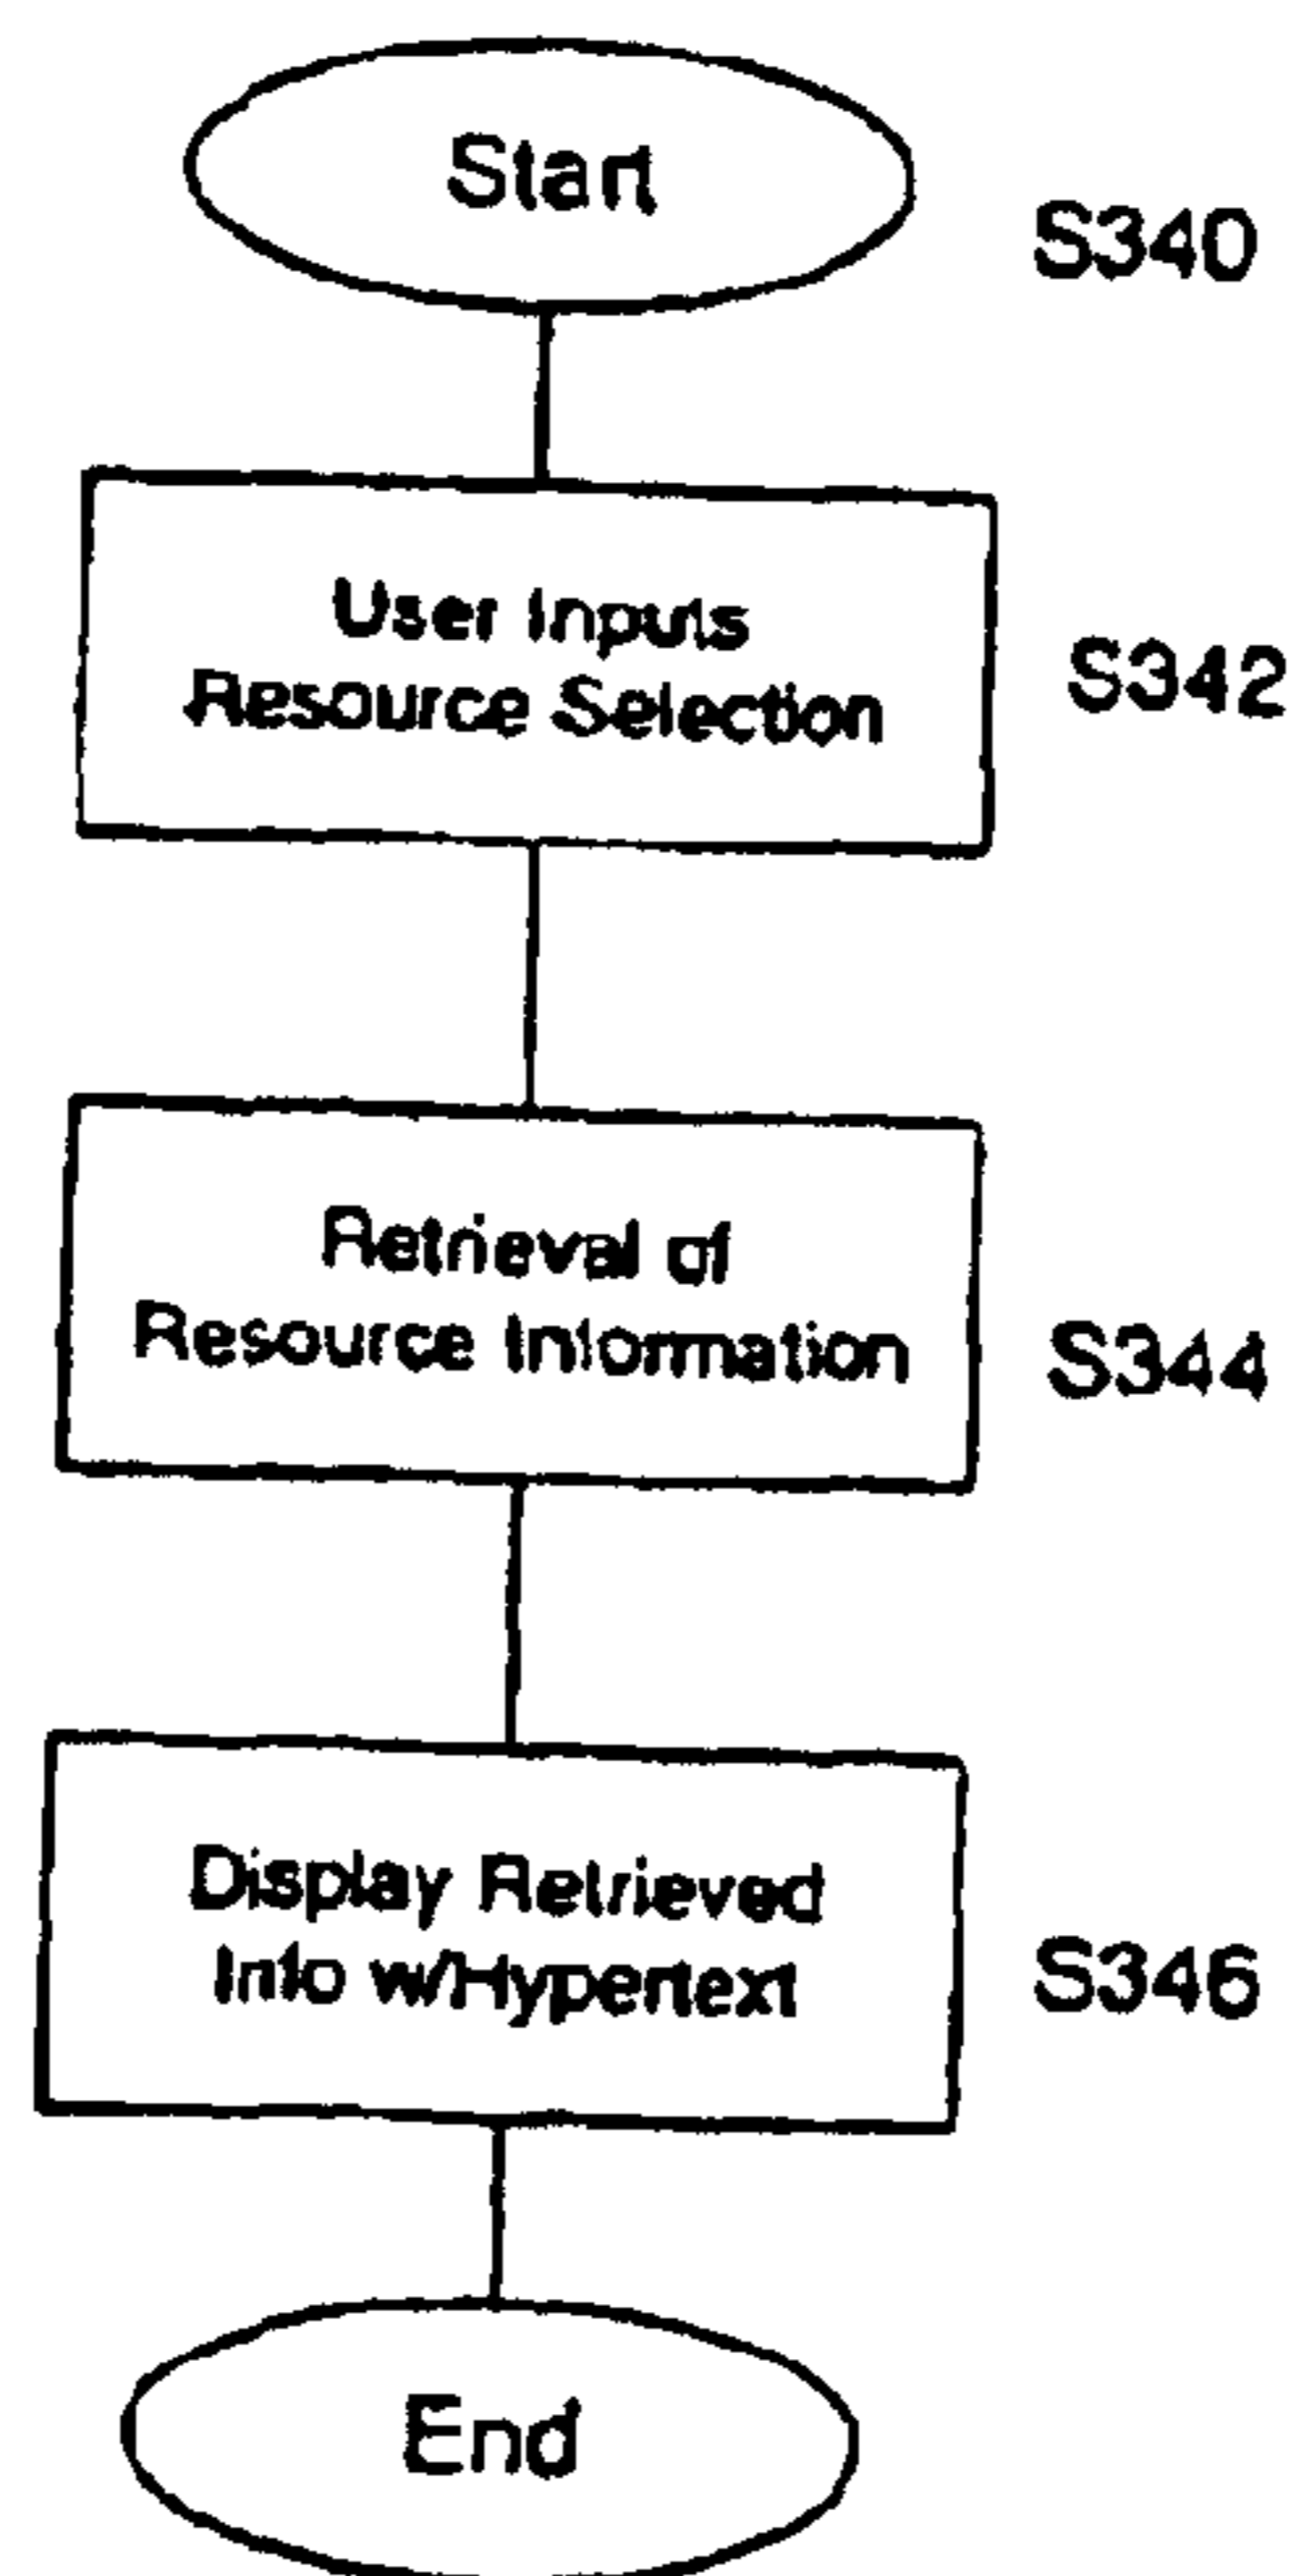 Start
S340
User Inputs
Resource Selection
S342
Retrieval of
Resource Information
S344
Display Retrieved
Info w/Hypertext
S346
End